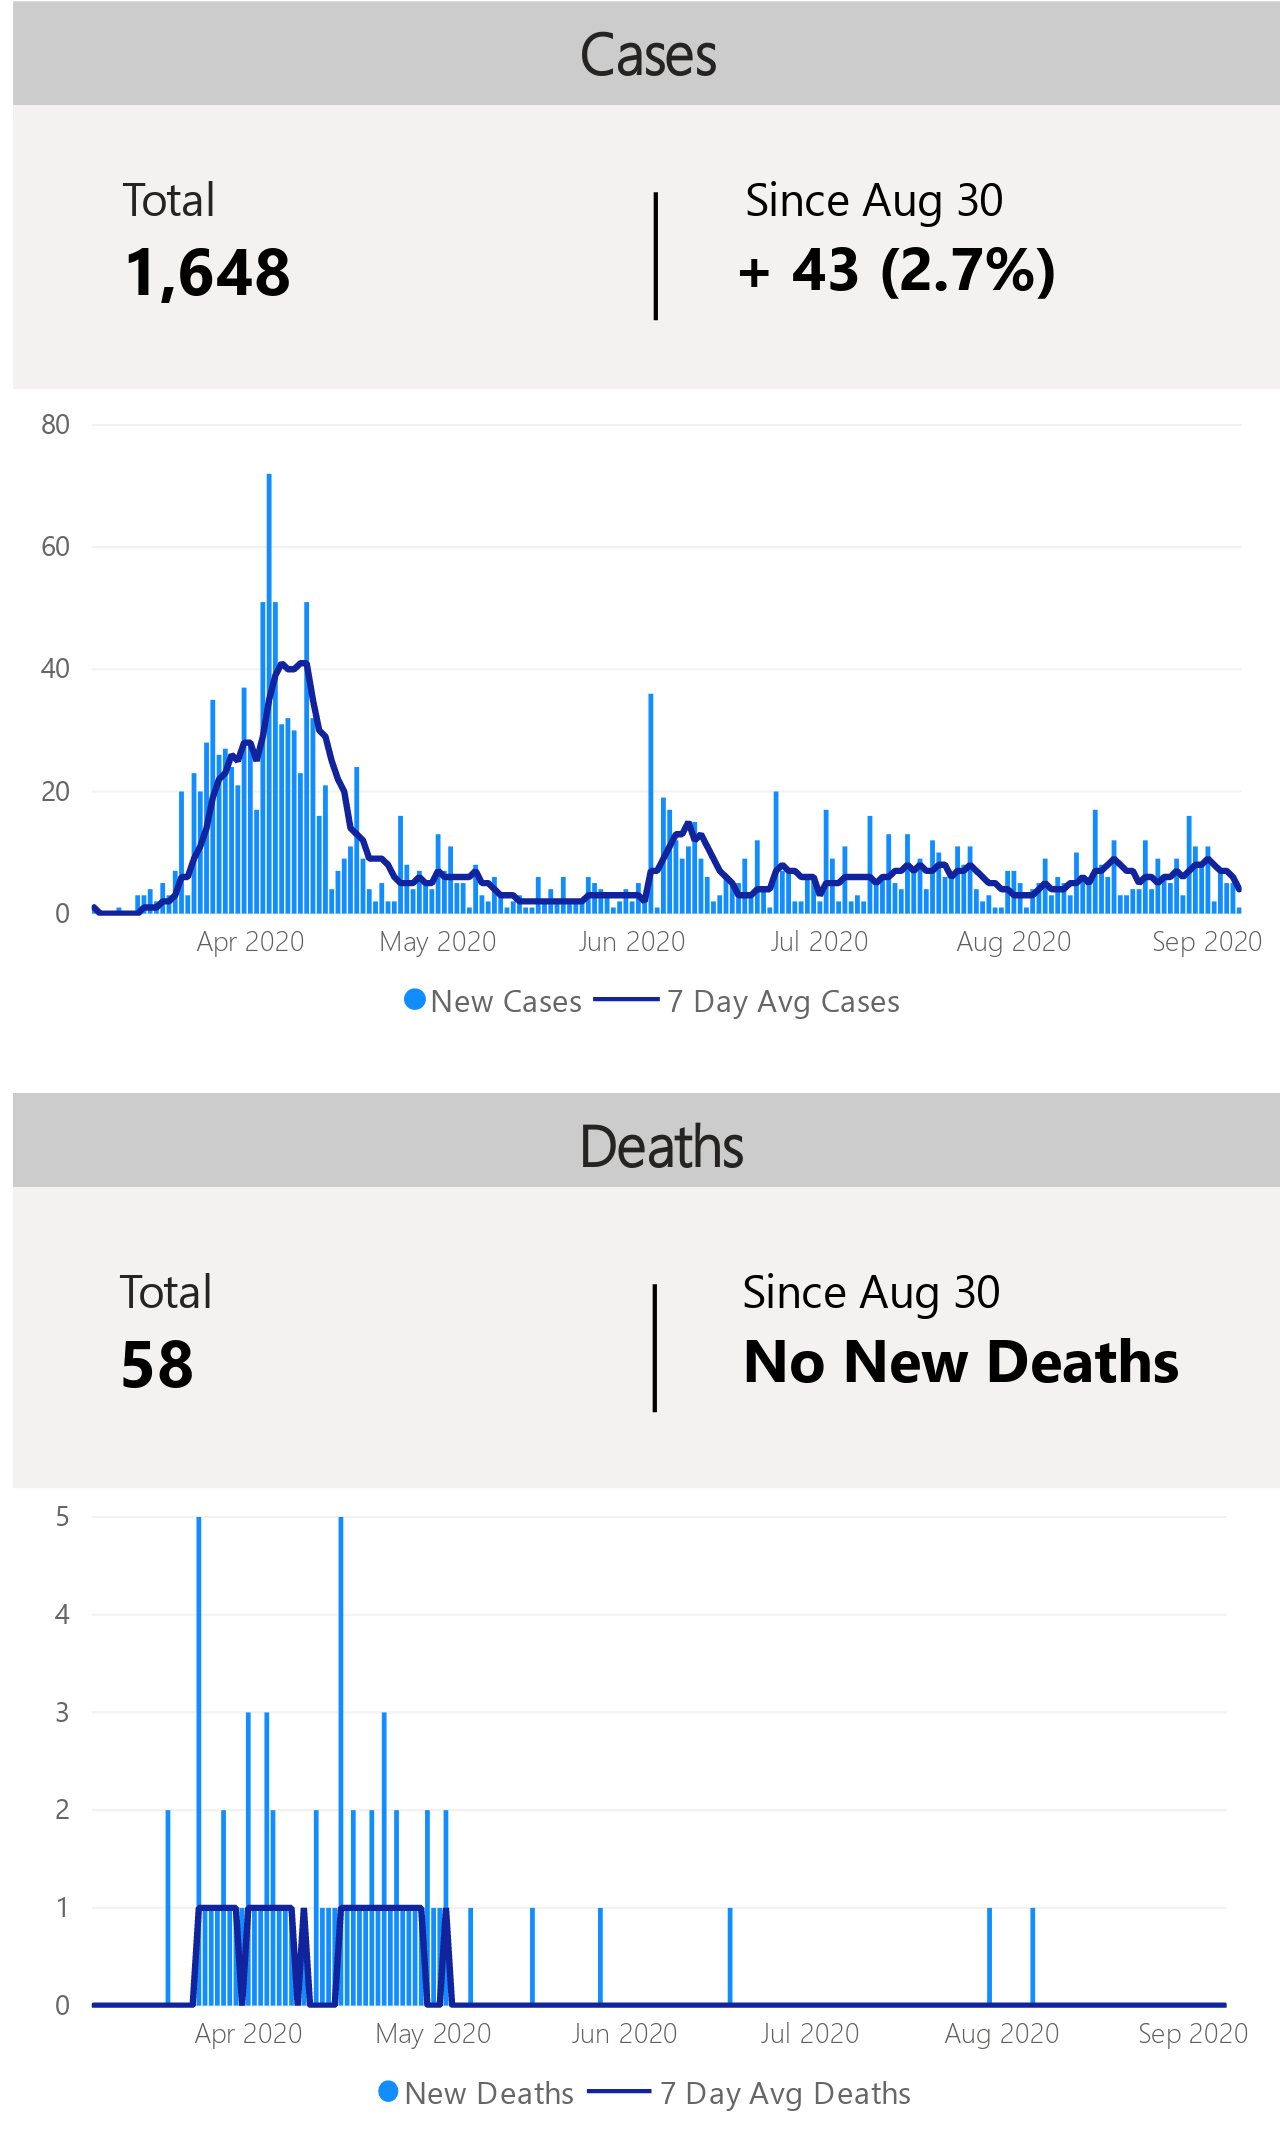 Cases
Total
Since Aug 30
1,648
+ 43 (2.7%)
80
60
40
20
0
Apr 2020 May 2020 Jun 2020 Jul 2020 Aug 2020 Sep 2020
New Cases 7 Day Avg Cases
Deaths
Total
Since Aug 30
58
No New Deaths
5
4
3
2
1
0
Apr 2020 May 2020 Jun 2020 Jul 2020 Aug 2020 Sep 2020
New Deaths 7 Day Avg Deaths